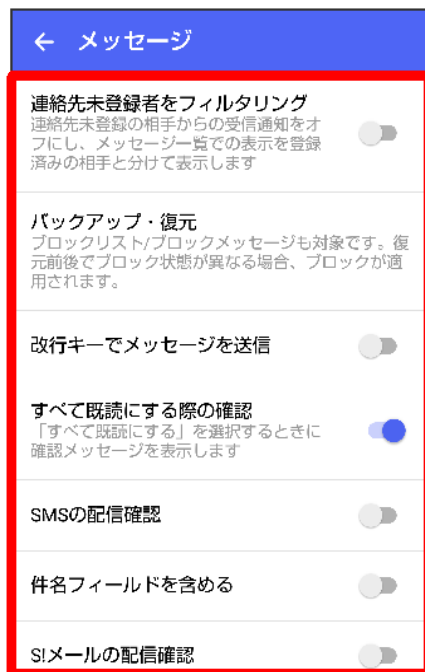 ← メッセージ
連絡先未登録者をフィルタリング
連絡先未登録の相手からの受信通知をオ
フにし、メッセージ一覧での表示を登録
済みの相手と分けて表示します
バックアップ・復元
ブロックリスト/ブロックメッセージも対象です。復
元前後でブロック状態が異なる場合、ブロックが適
用されます。
改行キーでメッセージを送信
すべて既読にする際の確認
「すべて既読にする」を選択するときに
確認メッセージを表示します
SMSの配信確認
件名フィールドを含める
S!メールの配信確認